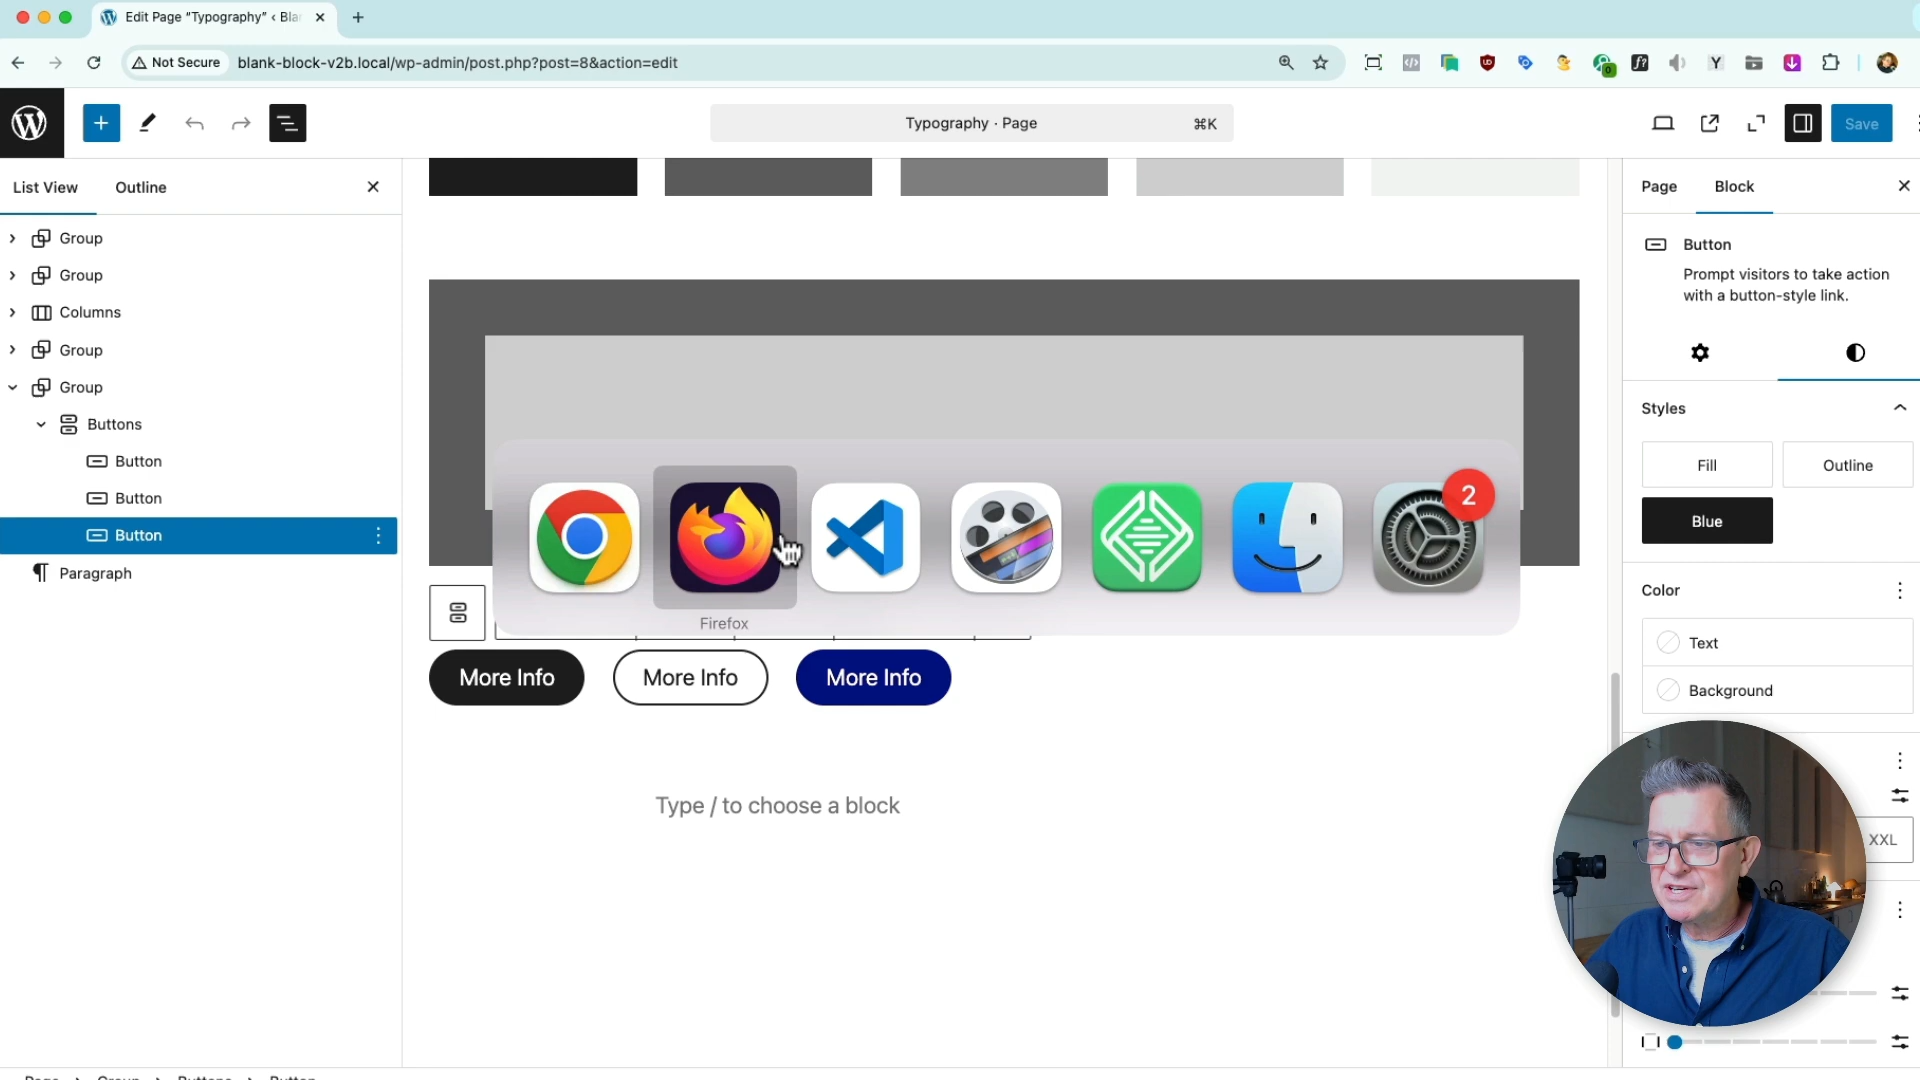 Edit Page “Typography” ‹ Bla
Not Secure
blank-block-v2b.local/wp-admin/post.php?post=8&action=edit
Typography · Page
⌘K
Save
List View
Outline
Group
Group
Columns
Group
Group
Buttons
Button
Button
Button
Paragraph
2
Firefox
More Info
More Info
More Info
Type / to choose a block
Page
Block
Button
Prompt visitors to take action
with a button-style link.
Styles
Fill
Outline
Blue
Color
Text
Background
XXL